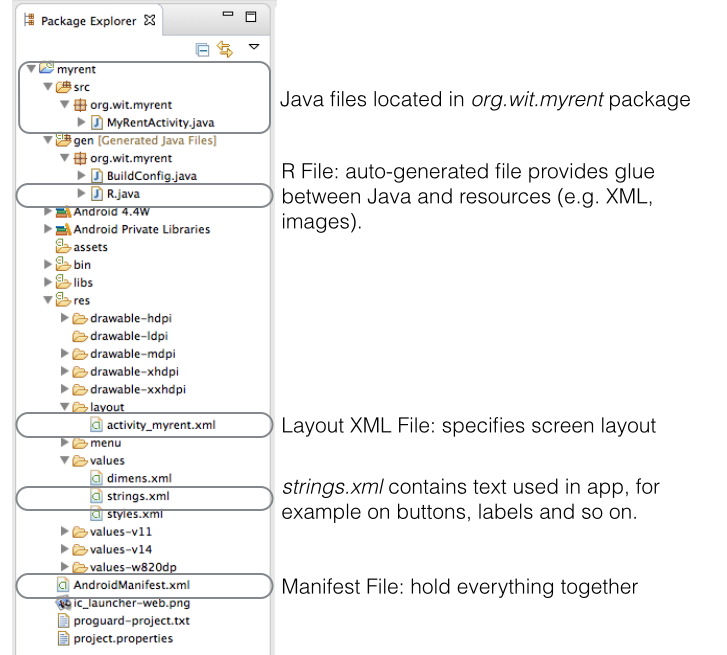 Package Explorer
myrent
src
org.wit.myrent
MyRentActivity.java
gen [Generated Java Files]
org.wit.myrent
BuildConfig.java
R.java
Android 4.4W
Android Private Libraries
assets
bin
libs
res
drawable-hdpi
drawable-ldpi
drawable-mdpi
drawable-xhdpi
drawable-xxhdpi
layout
activity_myrent.xml
menu
values
dimens.xml
strings.xml
styles.xml
values-v11
values-v14
values-w820dp
AndroidManifest.xml
ic_launcher-web.png
proguard-project.txt
project.properties
Java files located in org.wit.myrent package
R File: auto-generated file provides glue
between Java and resources (e.g. XML,
images).
Layout XML File: specifies screen layout
strings.xml contains text used in app, for
example on buttons, labels and so on.
Manifest File: hold everything together